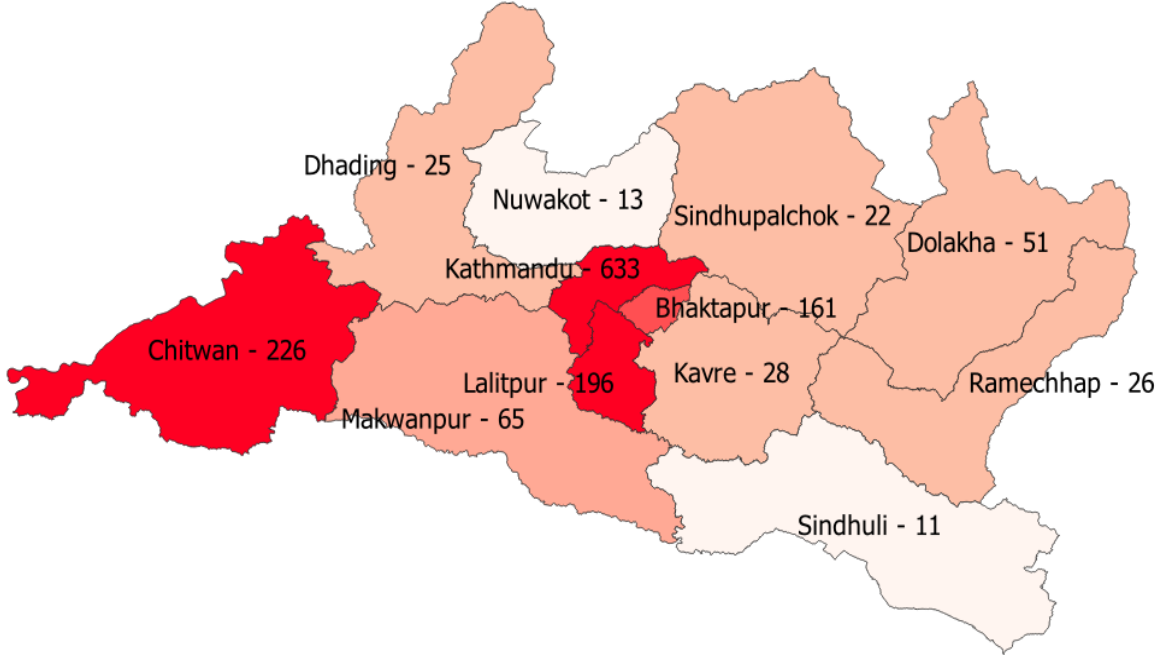 Dhading - 25
Nuwakot - 13
Sindhupalchok - 22
Dolakha - 51
Kathmandu - 633
Bhaktapur - 161
Chitwan - 226
Kavre - 28
Lalitpur - 196
Ramechhap - 26
Makwanpur - 65
Sindhuli - 11